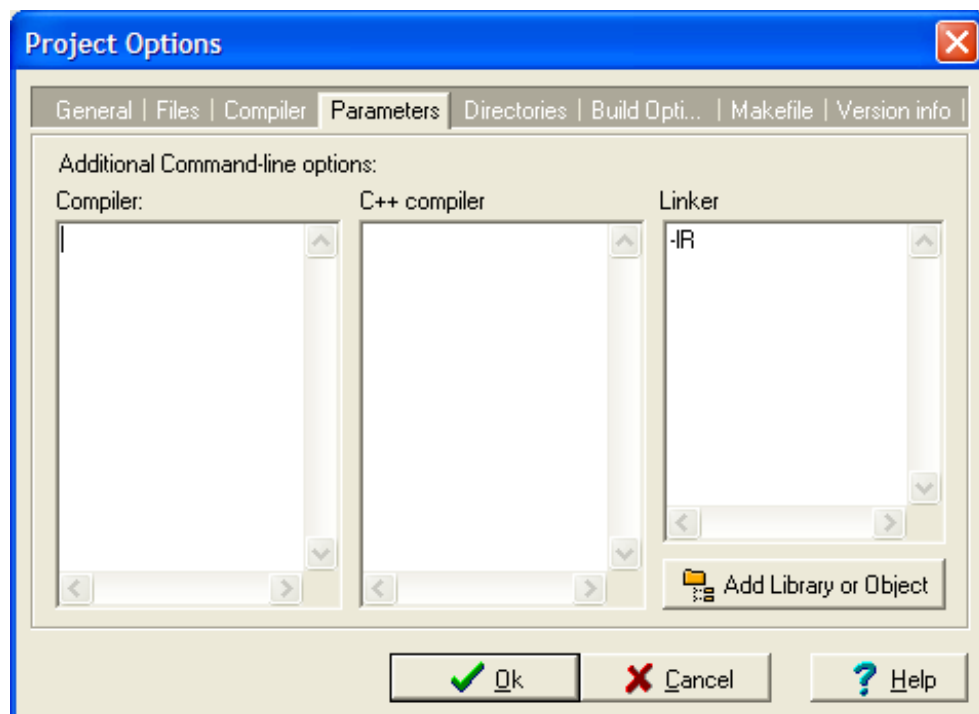 Project Options
General | Files | Compiler Parameters Directories | Build Opti... | Makefile | Version info |
Additional Command-line options:
Compiler: C++ compiler Linker
-lR
Add Library or Object
Ok Cancel Help